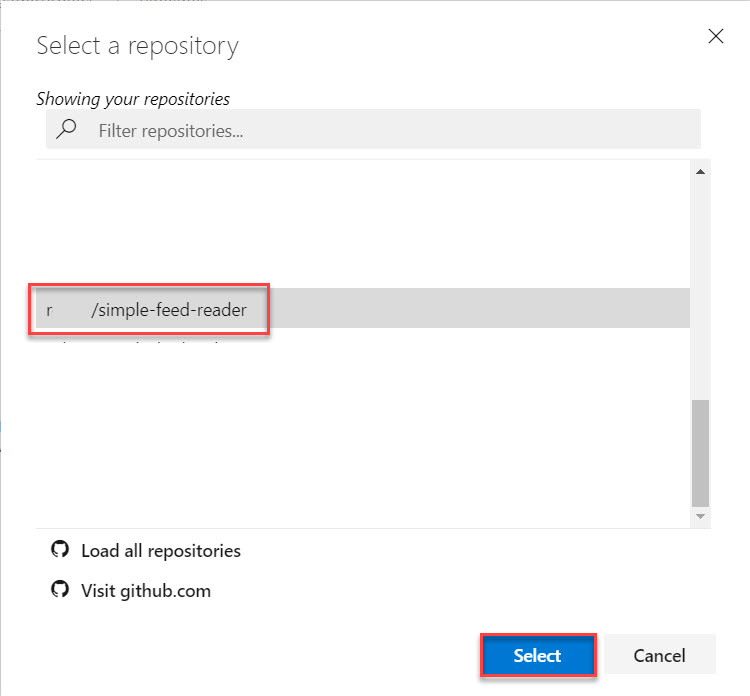 Select a repository
Showing your repositories
Filter repositories...
r /simple-feed-reader
Load all repositories
Visit github.com
Select Cancel